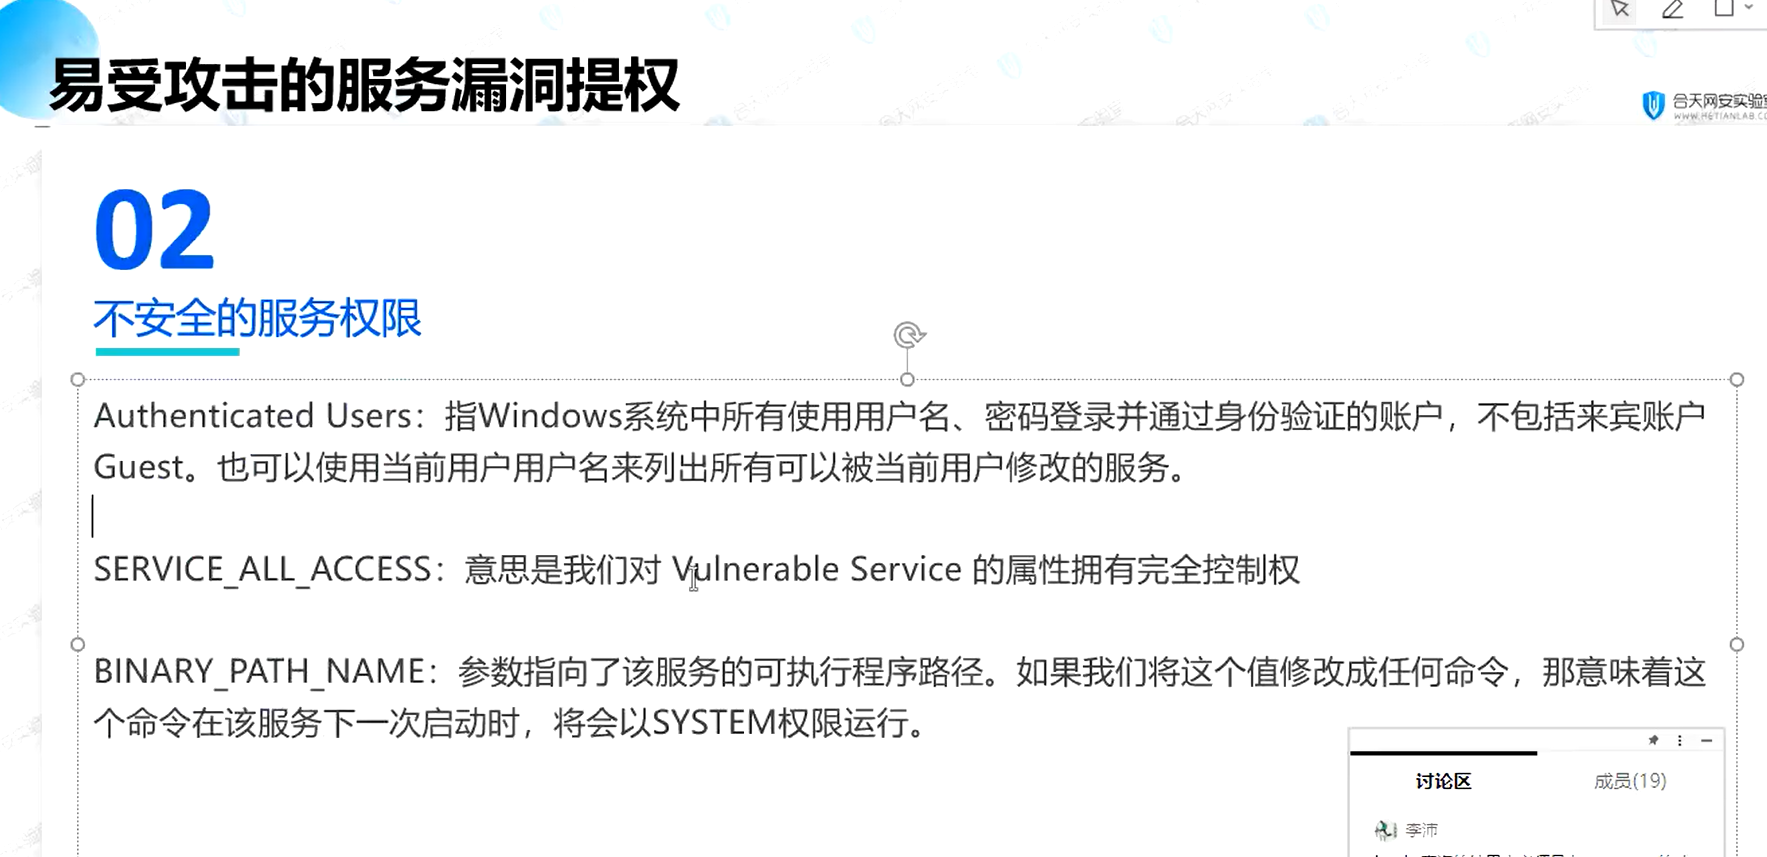 易受攻击的服务漏洞提权
合天网安实验室
02
不安全的服务权限
Authenticated Users：指Windows系统中所有使用用户名、密码登录并通过身份验证的账户，不包括来宾账户
Guest。也可以使用当前用户用户名来列出所有可以被当前用户修改的服务。
SERVICE_ALL_ACCESS：意思是我们对 Vulnerable Service 的属性拥有完全控制权
BINARY_PATH_NAME：参数指向了该服务的可执行程序路径。如果我们将这个值修改成任何命令，那意味着这
个命令在该服务下一次启动时，将会以SYSTEM权限运行。
讨论区
成员(19)
李沛